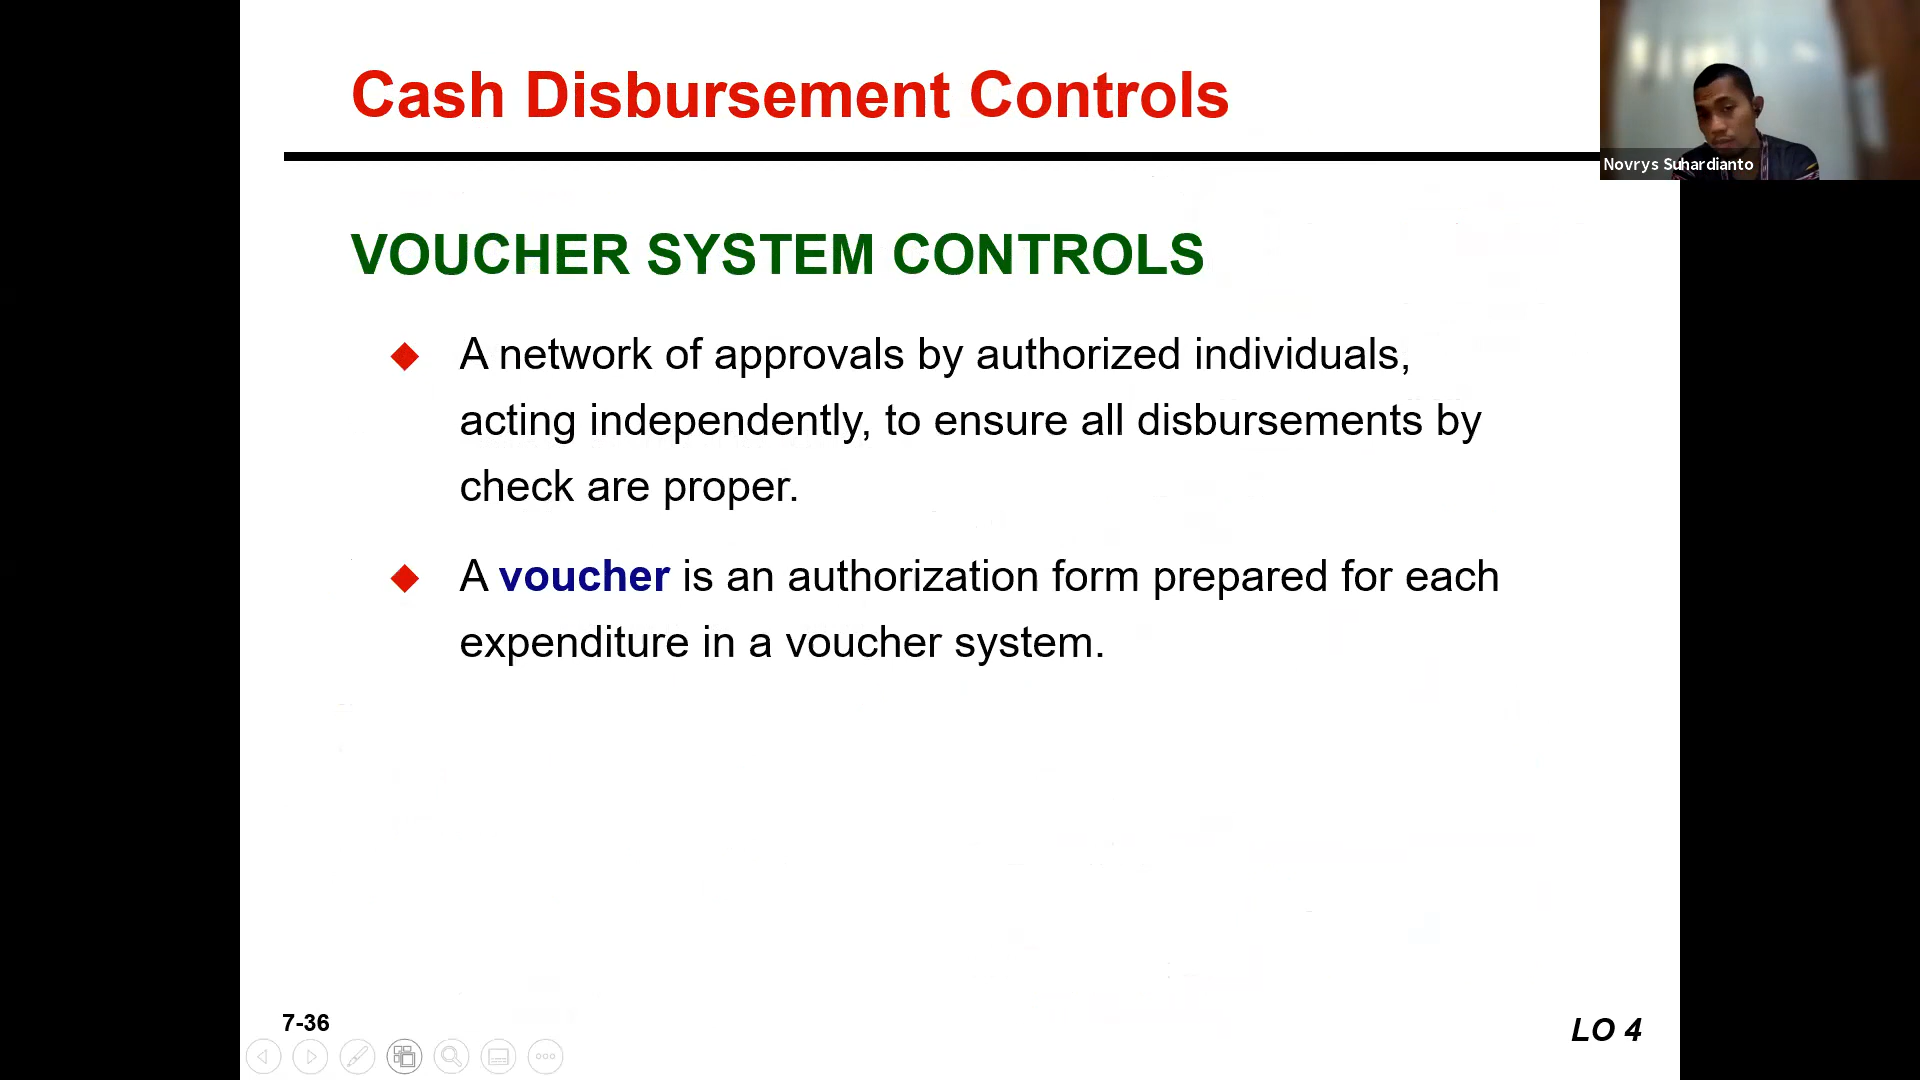 Cash Disbursement Controls
Novrys Suhardianto
VOUCHER SYSTEM CONTROLS
A network of approvals by authorized individuals,
acting independently, to ensure all disbursements by
check are proper.
A voucher is an authorization form prepared for each
expenditure in a voucher system.
7-36
LO 4